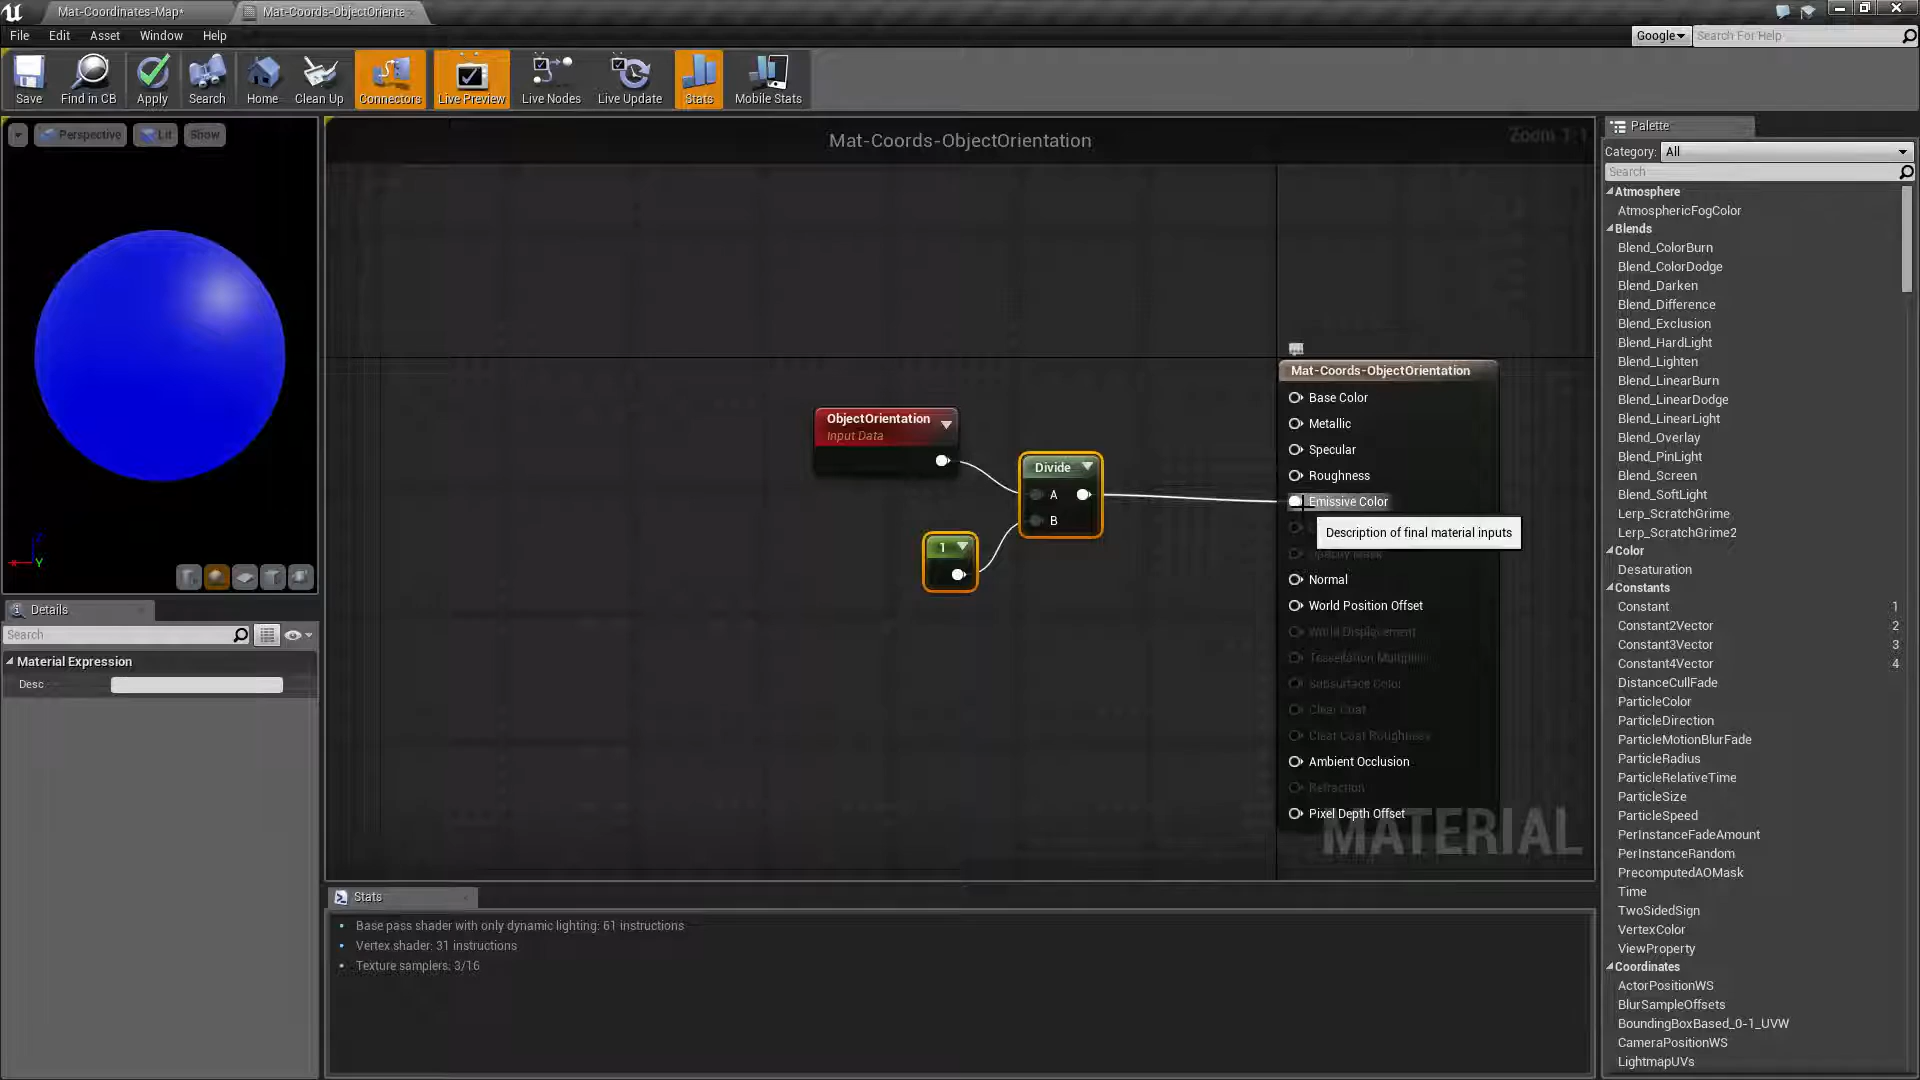 Mat-Coordinates-Map*
Mat-Coords-ObjectOrienta
File Edit Asset Window Help
Google
Search For Help
Save
Find in CB
Apply
Search
Home
Clean Up
Connectors
Live Preview
Live Nodes
Live Update
Stats
Mobile Stats
Perspective
Lit
Show
Mat-Coords-ObjectOrientation
Zoom 1:1
ObjectOrientation
Input Data
Divide
A
B
1
Mat-Coords-ObjectOrientation
Base Color
Metallic
Specular
Roughness
Emissive Color
Description of final material inputs
Opacity Mask
Normal
World Position Offset
World Displacement
Tessellation Multiplier
Subsurface Color
Clear Coat
Clear Coat Roughness
Ambient Occlusion
Refraction
Pixel Depth Offset
MATERIAL
Z
Y
Details
Search
Material Expression
Desc
Stats
Base pass shader with only dynamic lighting: 61 instructions
Vertex shader: 31 instructions
Texture samplers: 3/16
Palette
Category: All
Search
Atmosphere
AtmosphericFogColor
Blends
Blend_ColorBurn
Blend_ColorDodge
Blend_Darken
Blend_Difference
Blend_Exclusion
Blend_HardLight
Blend_Lighten
Blend_LinearBurn
Blend_LinearDodge
Blend_LinearLight
Blend_Overlay
Blend_PinLight
Blend_Screen
Blend_SoftLight
Lerp_ScratchGrime
Lerp_ScratchGrime2
Color
Desaturation
Constants
Constant 1
Constant2Vector 2
Constant3Vector 3
Constant4Vector 4
DistanceCullFade
ParticleColor
ParticleDirection
ParticleMotionBlurFade
ParticleRadius
ParticleRelativeTime
ParticleSize
ParticleSpeed
PerInstanceFadeAmount
PerInstanceRandom
PrecomputedAOMask
Time
TwoSidedSign
VertexColor
ViewProperty
Coordinates
ActorPositionWS
BlurSampleOffsets
BoundingBoxBased_0-1_UVW
CameraPositionWS
LightmapUVs